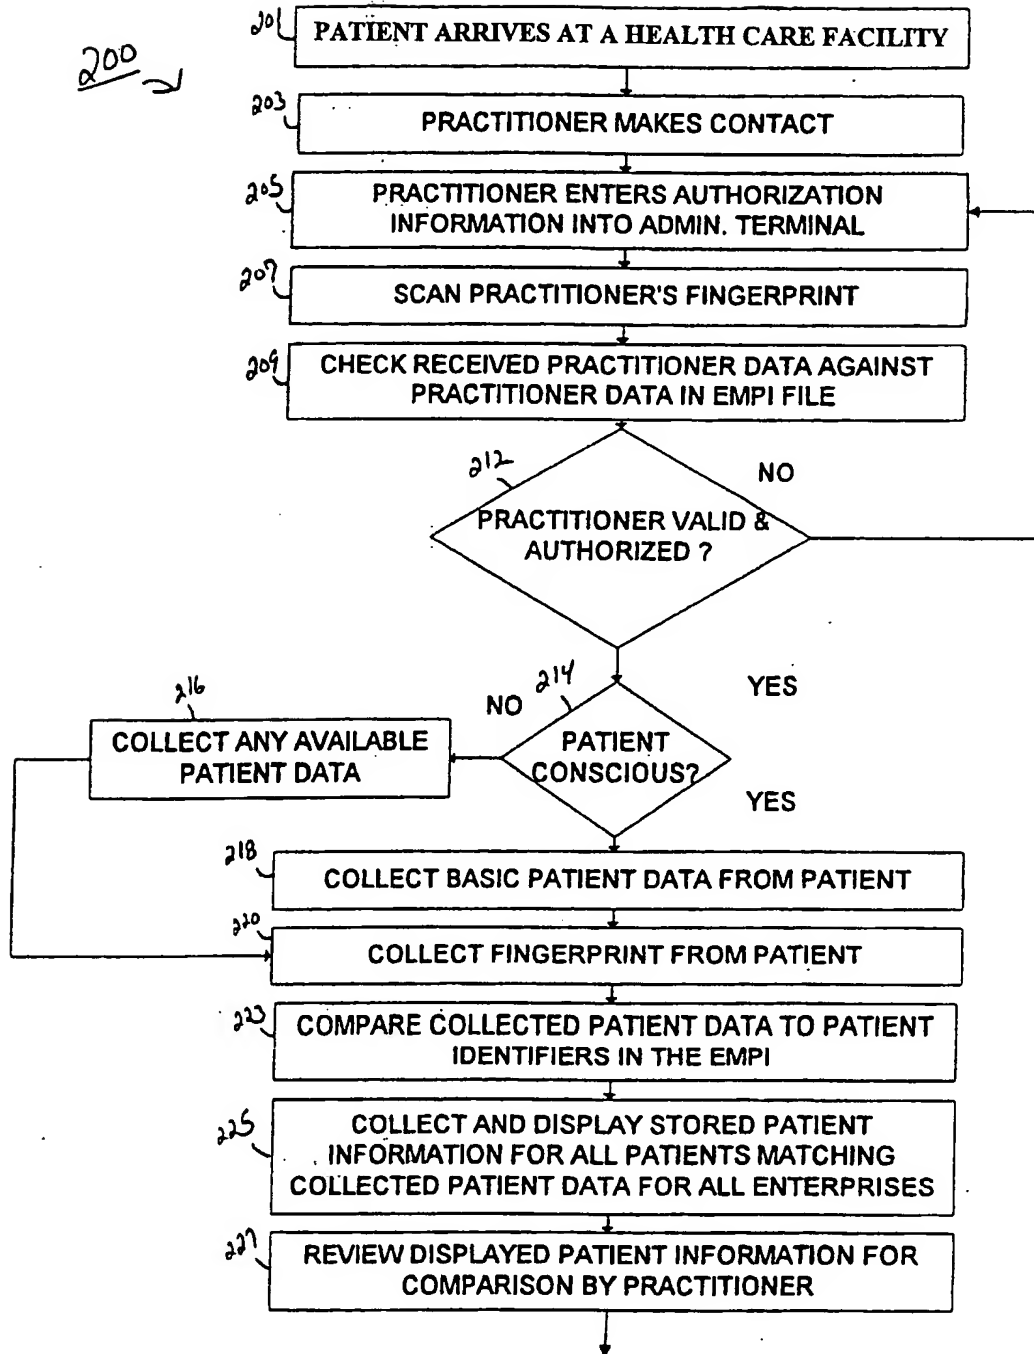 200
201
PATIENT ARRIVES AT A HEALTH CARE FACILITY
203
PRACTITIONER MAKES CONTACT
205
PRACTITIONER ENTERS AUTHORIZATION
INFORMATION INTO ADMIN. TERMINAL
207
SCAN PRACTITIONER'S FINGERPRINT
209
CHECK RECEIVED PRACTITIONER DATA AGAINST
PRACTITIONER DATA IN EMPI FILE
212
NO
PRACTITIONER VALID &
AUTHORIZED ?
214
YES
216
NO
COLLECT ANY AVAILABLE
PATIENT DATA
PATIENT
CONSCIOUS?
YES
218
COLLECT BASIC PATIENT DATA FROM PATIENT
220
COLLECT FINGERPRINT FROM PATIENT
223
COMPARE COLLECTED PATIENT DATA TO PATIENT
IDENTIFIERS IN THE EMPI
225
COLLECT AND DISPLAY STORED PATIENT
INFORMATION FOR ALL PATIENTS MATCHING
COLLECTED PATIENT DATA FOR ALL ENTERPRISES
227
REVIEW DISPLAYED PATIENT INFORMATION FOR
COMPARISON BY PRACTITIONER